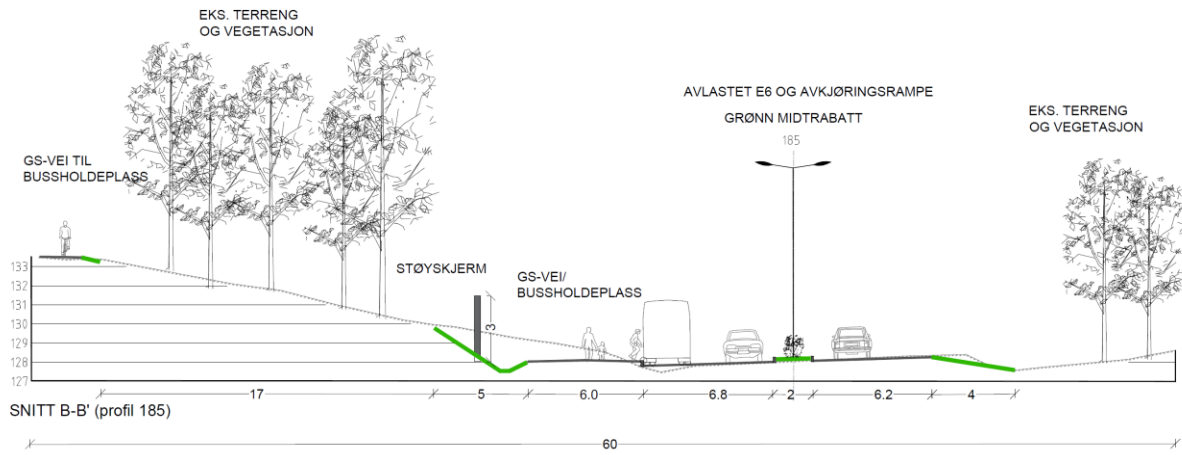 EKS. TERRENG
OG VEGETASJON
AVLASTET E6 OG AVKJØRINGSRAMPE
GRØNN MIDTRABATT
185
EKS. TERRENG
OG VEGETASJON
GS-VEI TIL
BUSSHOLDEPLASS
STØYSKJERM
GS-VEI/
BUSSHOLDEPLASS
3
133
132
131
130
129
128
127
17
5
6.0
6.8
2
6.2
4
SNITT B-B' (profil 185)
60